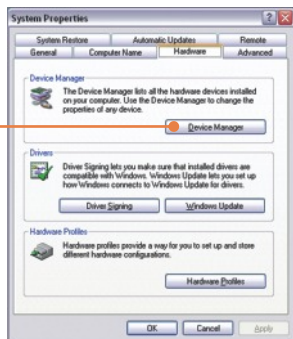 System Properties
System Restore Automatic Updates Remote
General Computer Name Hardware Advanced
Device Manager
The Device Manager lists all the hardware devices installed
on your computer. Use the Device Manager to change the
properties of any device.
Device Manager
Drivers
Driver Signing lets you make sure that installed drivers are
compatible with Windows. Windows Update lets you set up
how Windows connects to Windows Update for drivers.
Driver Signing Windows Update
Hardware Profiles
Hardware profiles provide a way for you to set up and store
different hardware configurations.
Hardware Profiles
OK Cancel Apply